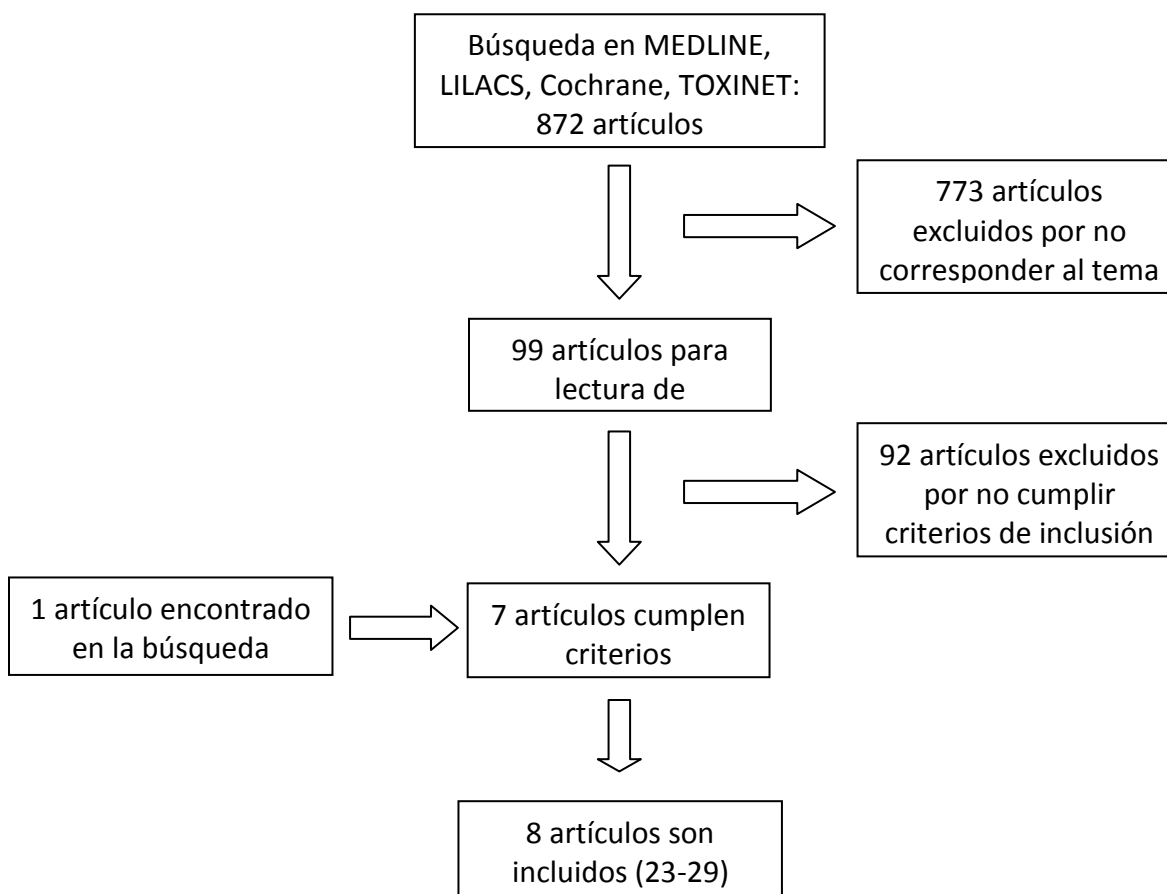 Búsqueda en MEDLINE,
LILACS, Cochrane, TOXINET:
872 artículos
773 artículos
excluidos por no
corresponder al tema
99 artículos para
lectura de
92 artículos excluidos
por no cumplir
criterios de inclusión
1 artículo encontrado
en la búsqueda
7 artículos cumplen
criterios
8 artículos son
incluidos (23-29)